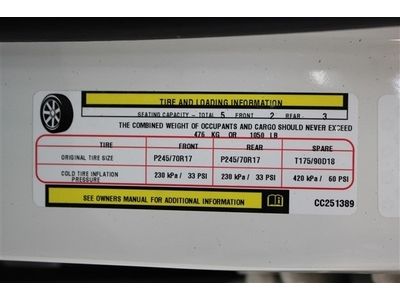 TIRE AND LOADING INFORMATION
SEATING CAPACITY - TOTAL 5 FRONT 2 REAR 3
THE COMBINED WEIGHT OF OCCUPANTS AND CARGO SHOULD NEVER EXCEED
476 KG OR 1050 LB
TIRE FRONT REAR SPARE
ORIGINAL TIRE SIZE P245/70R17 P245/70R17 T175/90D18
COLD TIRE INFLATION PRESSURE 230 kPa / 33 PSI 230 kPa / 33 PSI 420 kPa / 60 PSI
SEE OWNERS MANUAL FOR ADDITIONAL INFORMATION
CC251389